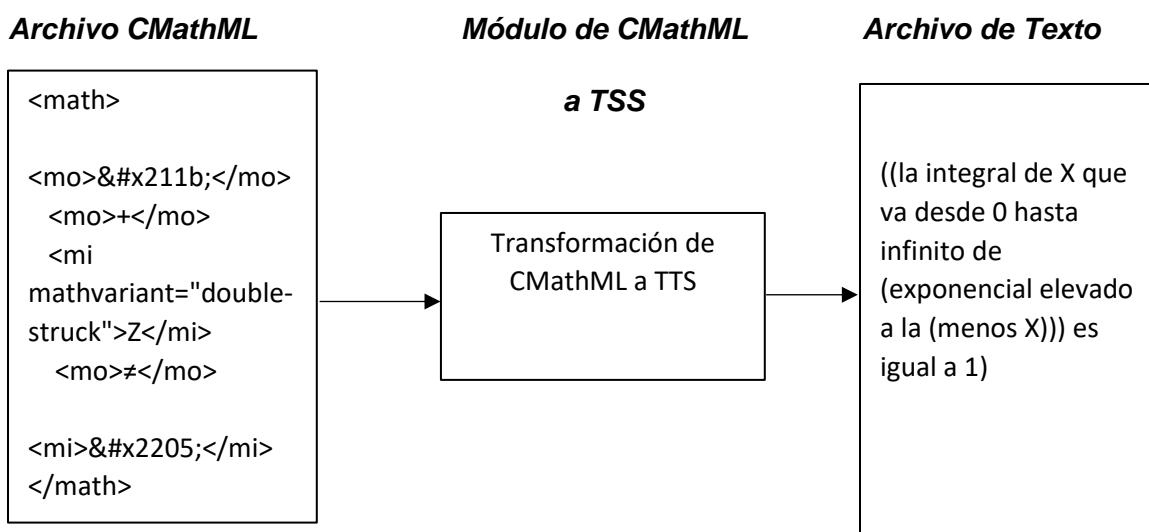 Archivo CMathML
Módulo de CMathML
a TSS
Archivo de Texto
<math>
<mo>&#x211b;</mo>
<mo>+</mo>
<mi
mathvariant="double-
struck">Z</mi>
<mo>≠</mo>
<mi>&#x2205;</mi>
</math>
Transformación de
CMathML a TTS
((la integral de X que
va desde 0 hasta
infinito de
(exponencial elevado
a la (menos X))) es
igual a 1)